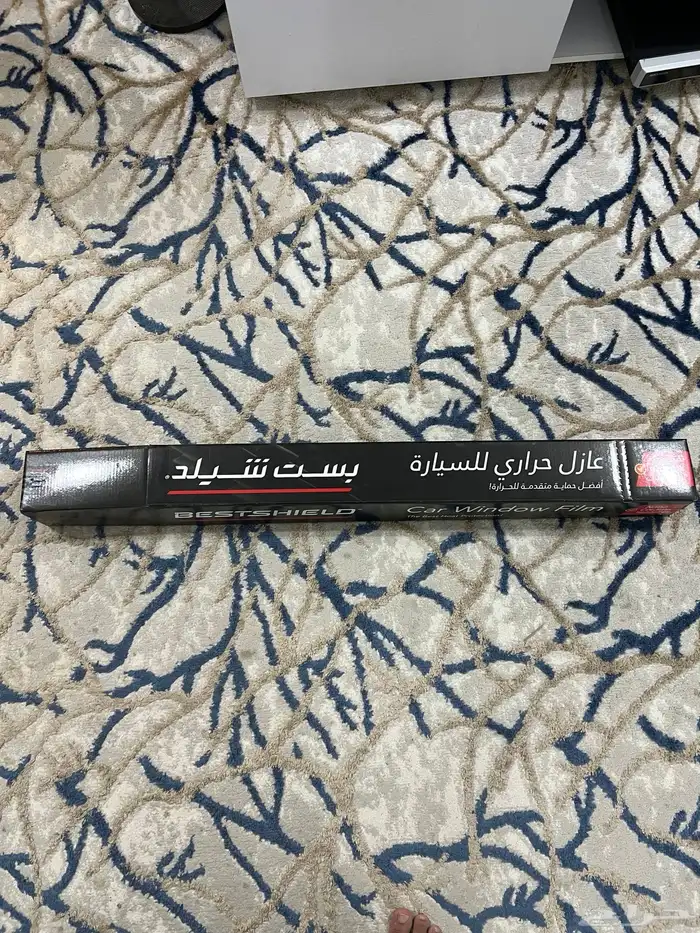 عازل حراري للسيارة
أفضل حماية متقدمة للحرارة!
بست شيلد®
Car Window Film
BESTSHIELD